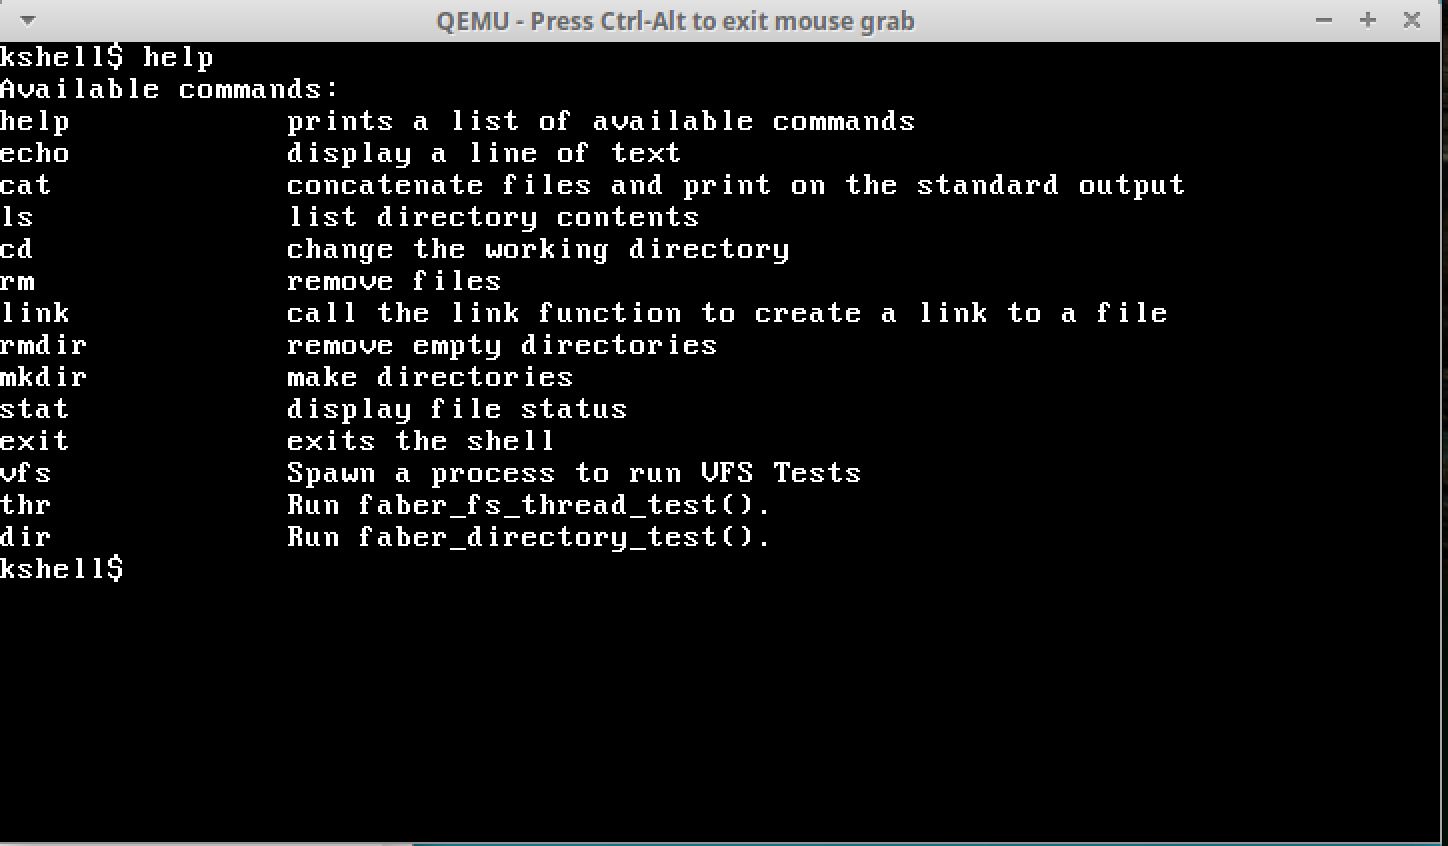 QEMU - Press Ctrl-Alt to exit mouse grab
kshell$ help
Available commands:
help prints a list of available commands
echo display a line of text
cat concatenate files and print on the standard output
ls list directory contents
cd change the working directory
rm remove files
link call the link function to create a link to a file
rmdir remove empty directories
mkdir make directories
stat display file status
exit exits the shell
vfs Spawn a process to run VFS Tests
thr Run faber_fs_thread_test().
dir Run faber_directory_test().
kshell$